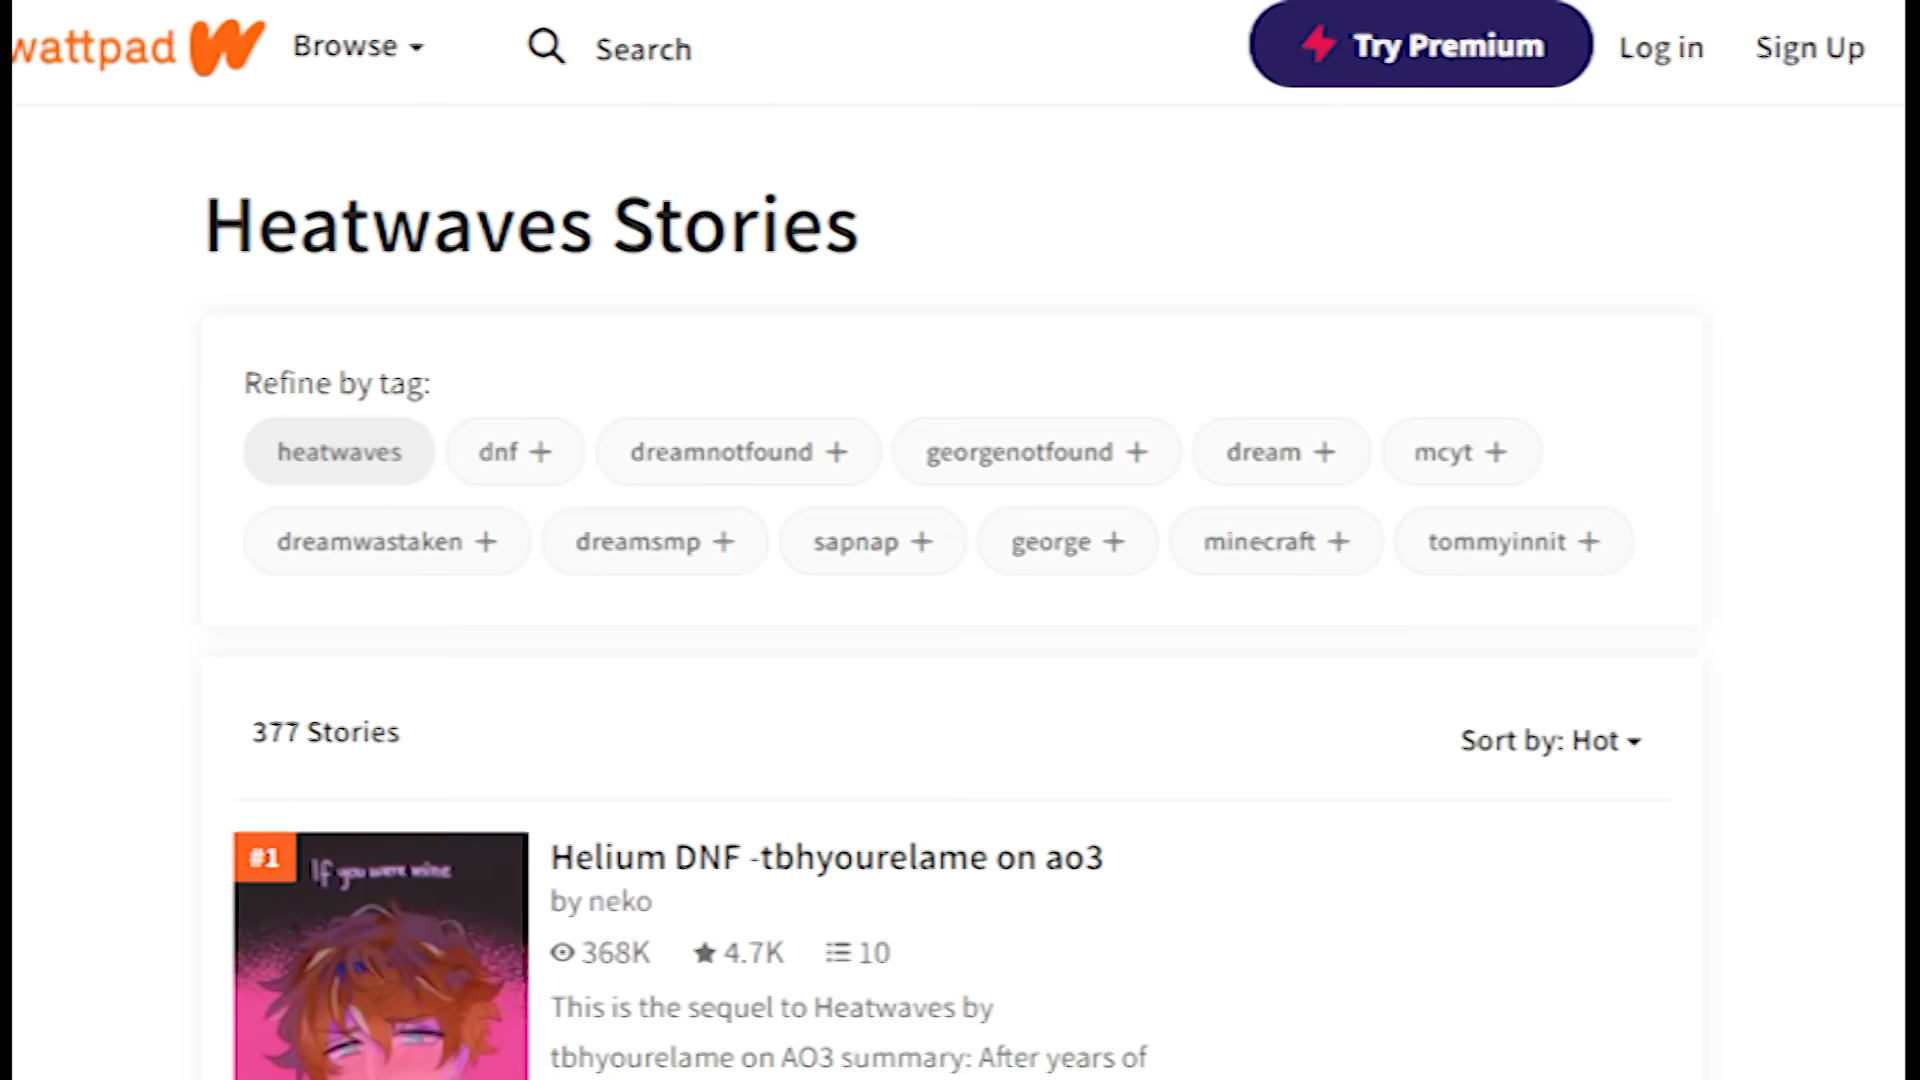 wattpad Browse Search Try Premium Log in Sign Up
Heatwaves Stories
Refine by tag:
heatwaves dnf + dreamnotfound + georgenotfound + dream + mcyt +
dreamwastaken + dreamsmp + sapnap + george + minecraft + tommyinnit +
377 Stories Sort by: Hot
#1 If you were mine
Helium DNF -tbhyourelame on ao3
by neko
368K 4.7K 10
This is the sequel to Heatwaves by
tbhyourelame on AO3 summary: After years of